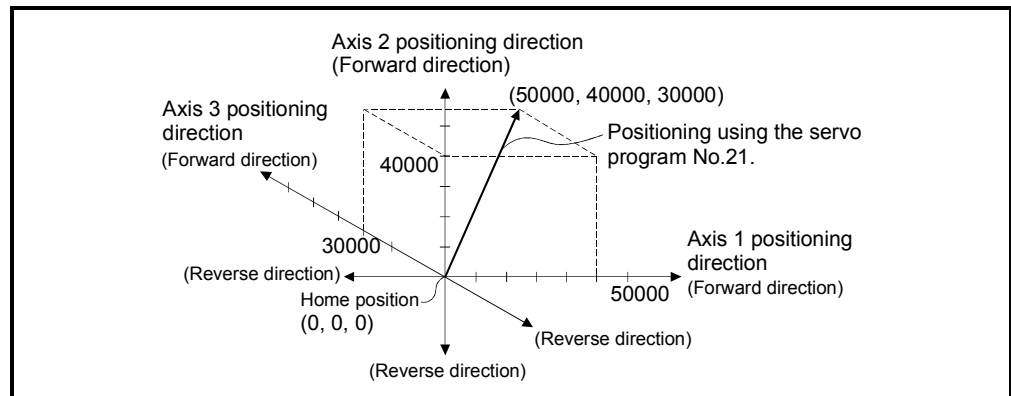 Axis 2 positioning direction
(Forward direction)
(50000, 40000, 30000)
Axis 3 positioning
direction
(Forward direction)
Positioning using the servo
program No.21.
40000
30000
Axis 1 positioning
direction
(Forward direction)
(Reverse direction)
50000
Home position
(0, 0, 0)
(Reverse direction)
(Reverse direction)